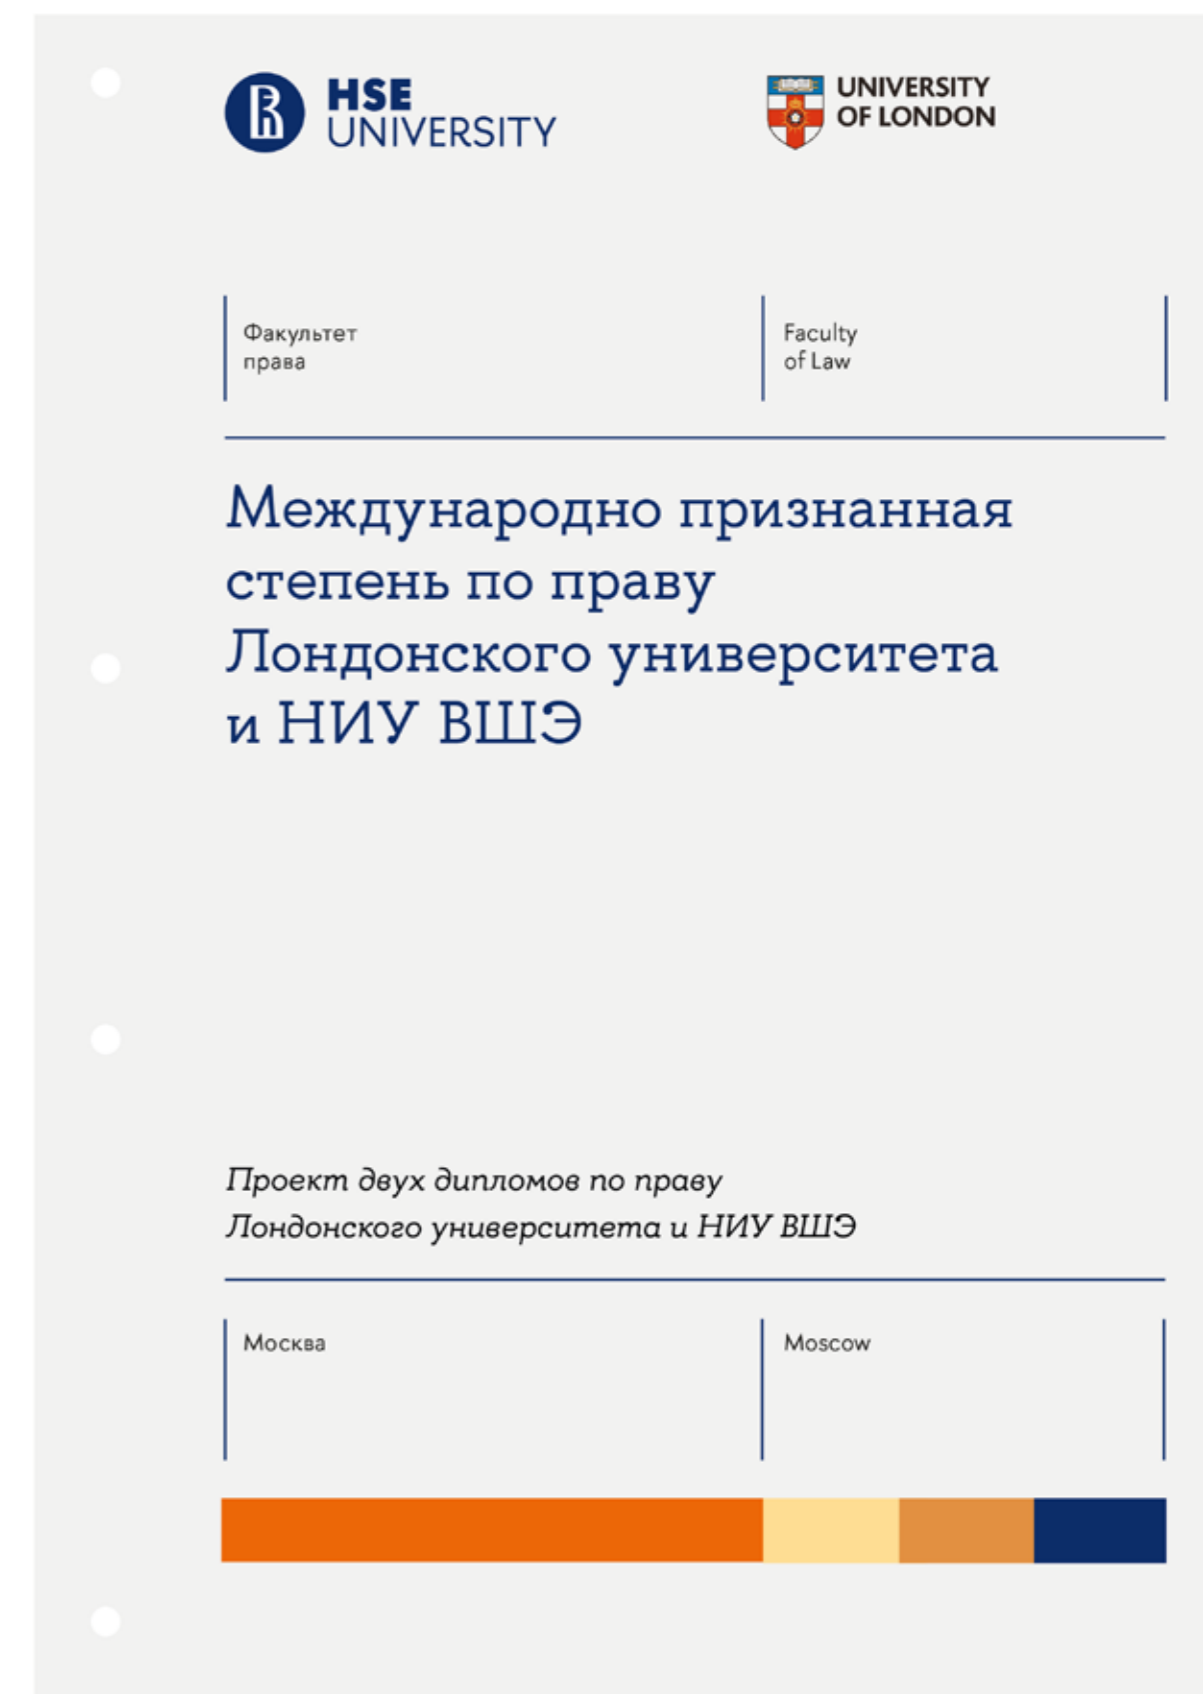 HSE
UNIVERSITY
UNIVERSITY
OF LONDON
Факультет
права
Faculty
of Law
Международно признанная
степень по праву
Лондонского университета
и НИУ ВШЭ
Проект двух дипломов по праву
Лондонского университета и НИУ ВШЭ
Москва
Moscow